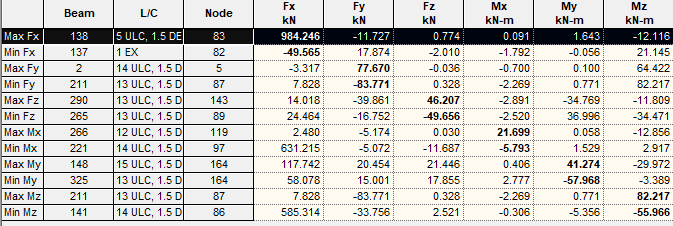 Beam L/C Node Fx kN Fy kN Fz kN Mx kN-m My kN-m Mz kN-m
Max Fx 138 5 ULC, 1.5 DE 83 984.246 -11.727 0.774 0.091 1.643 -12.116
Min Fx 137 1 EX 82 -49.565 17.874 -2.010 -1.792 -0.056 21.145
Max Fy 2 14 ULC, 1.5 D 5 -3.317 77.670 -0.036 -0.700 0.100 64.422
Min Fy 211 13 ULC, 1.5 D 87 7.828 -83.771 0.328 -2.269 0.771 82.217
Max Fz 290 13 ULC, 1.5 D 143 14.018 -39.861 46.207 -2.891 -34.769 -11.809
Min Fz 265 13 ULC, 1.5 D 89 24.464 -16.752 -49.656 -2.520 36.996 -34.471
Max Mx 266 12 ULC, 1.5 D 119 2.480 -5.174 0.030 21.699 0.058 -12.856
Min Mx 221 14 ULC, 1.5 D 97 631.215 -5.072 -11.687 -5.793 1.529 2.917
Max My 148 15 ULC, 1.5 D 164 117.742 20.454 21.446 0.406 41.274 -29.972
Min My 325 13 ULC, 1.5 D 164 58.078 15.001 17.855 2.777 -57.968 -3.389
Max Mz 211 13 ULC, 1.5 D 87 7.828 -83.771 0.328 -2.269 0.771 82.217
Min Mz 141 14 ULC, 1.5 D 86 585.314 -33.756 2.521 -0.306 -5.356 -55.966